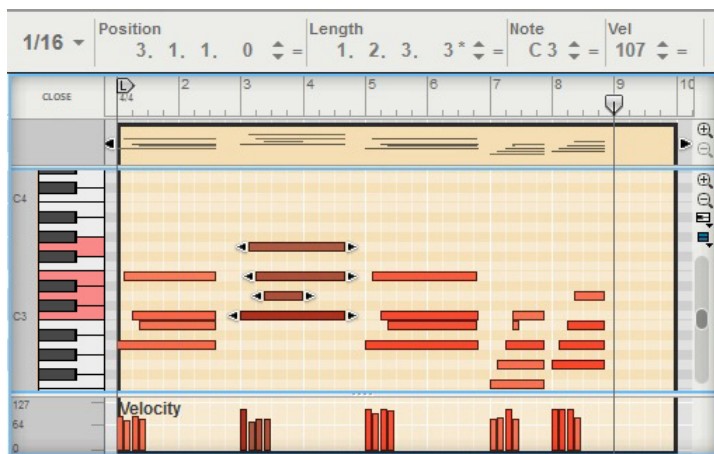 1/16
Position
3. 1. 1. 0 =
Length
1. 2. 3. 3* =
Note
C 3 =
Vel
107 =
CLOSE
L
4/4
2 3 4 5 6 7 8 9 10
C4
C3
127
64
0
Velocity